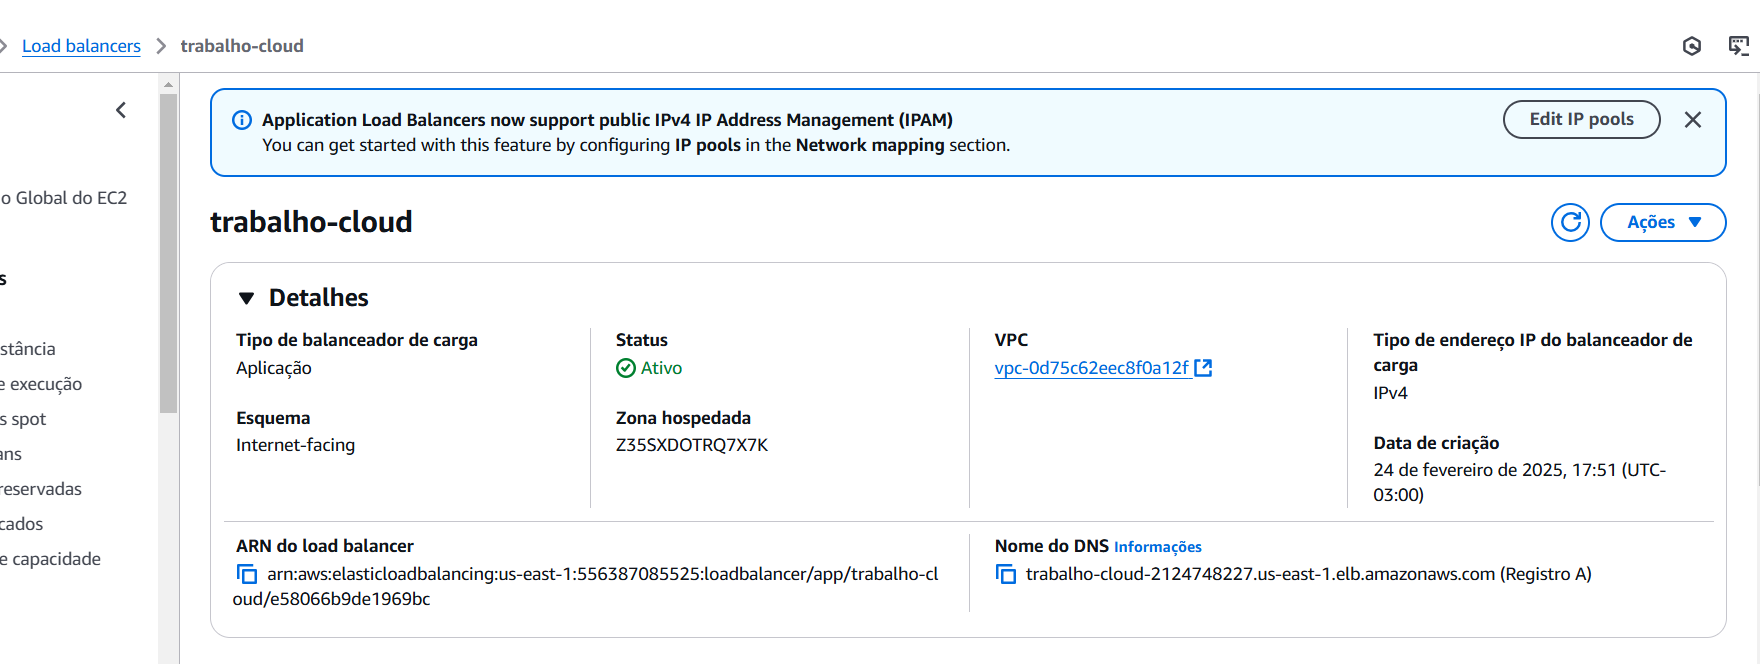 Load balancers > trabalho-cloud
Application Load Balancers now support public IPv4 IP Address Management (IPAM)
You can get started with this feature by configuring IP pools in the Network mapping section.
Edit IP pools
o Global do EC2
s
stância
e execução
s spot
ans
reservadas
cados
e capacidade
trabalho-cloud
Ações
Detalhes
Tipo de balanceador de carga
Aplicação
Status
Ativo
VPC
vpc-0d75c62eec8f0a12f
Tipo de endereço IP do balanceador de
carga
IPv4
Esquema
Internet-facing
Zona hospedada
Z35SXDOTRQ7X7K
Data de criação
24 de fevereiro de 2025, 17:51 (UTC-
03:00)
ARN do load balancer
arn:aws:elasticloadbalancing:us-east-1:556387085525:loadbalancer/app/trabalho-cl
oud/e58066b9de1969bc
Nome do DNS Informações
trabalho-cloud-2124748227.us-east-1.elb.amazonaws.com (Registro A)